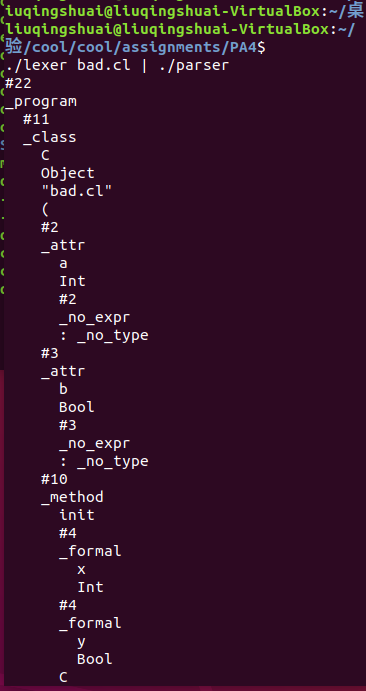 liuqingshuai@liuqingshuai-VirtualBox:~/桌
liuqingshuai@liuqingshuai-VirtualBox:~/
验/cool/cool/assignments/PA4$
./lexer bad.cl | ./parser
#22
_program
  #11
  _class
    C
    Object
    "bad.cl"
    (
    #2
    _attr
      a
      Int
      #2
      _no_expr
      : _no_type
    #3
    _attr
      b
      Bool
      #3
      _no_expr
      : _no_type
    #10
    _method
      init
      #4
      _formal
        x
        Int
      #4
      _formal
        y
        Bool
      C